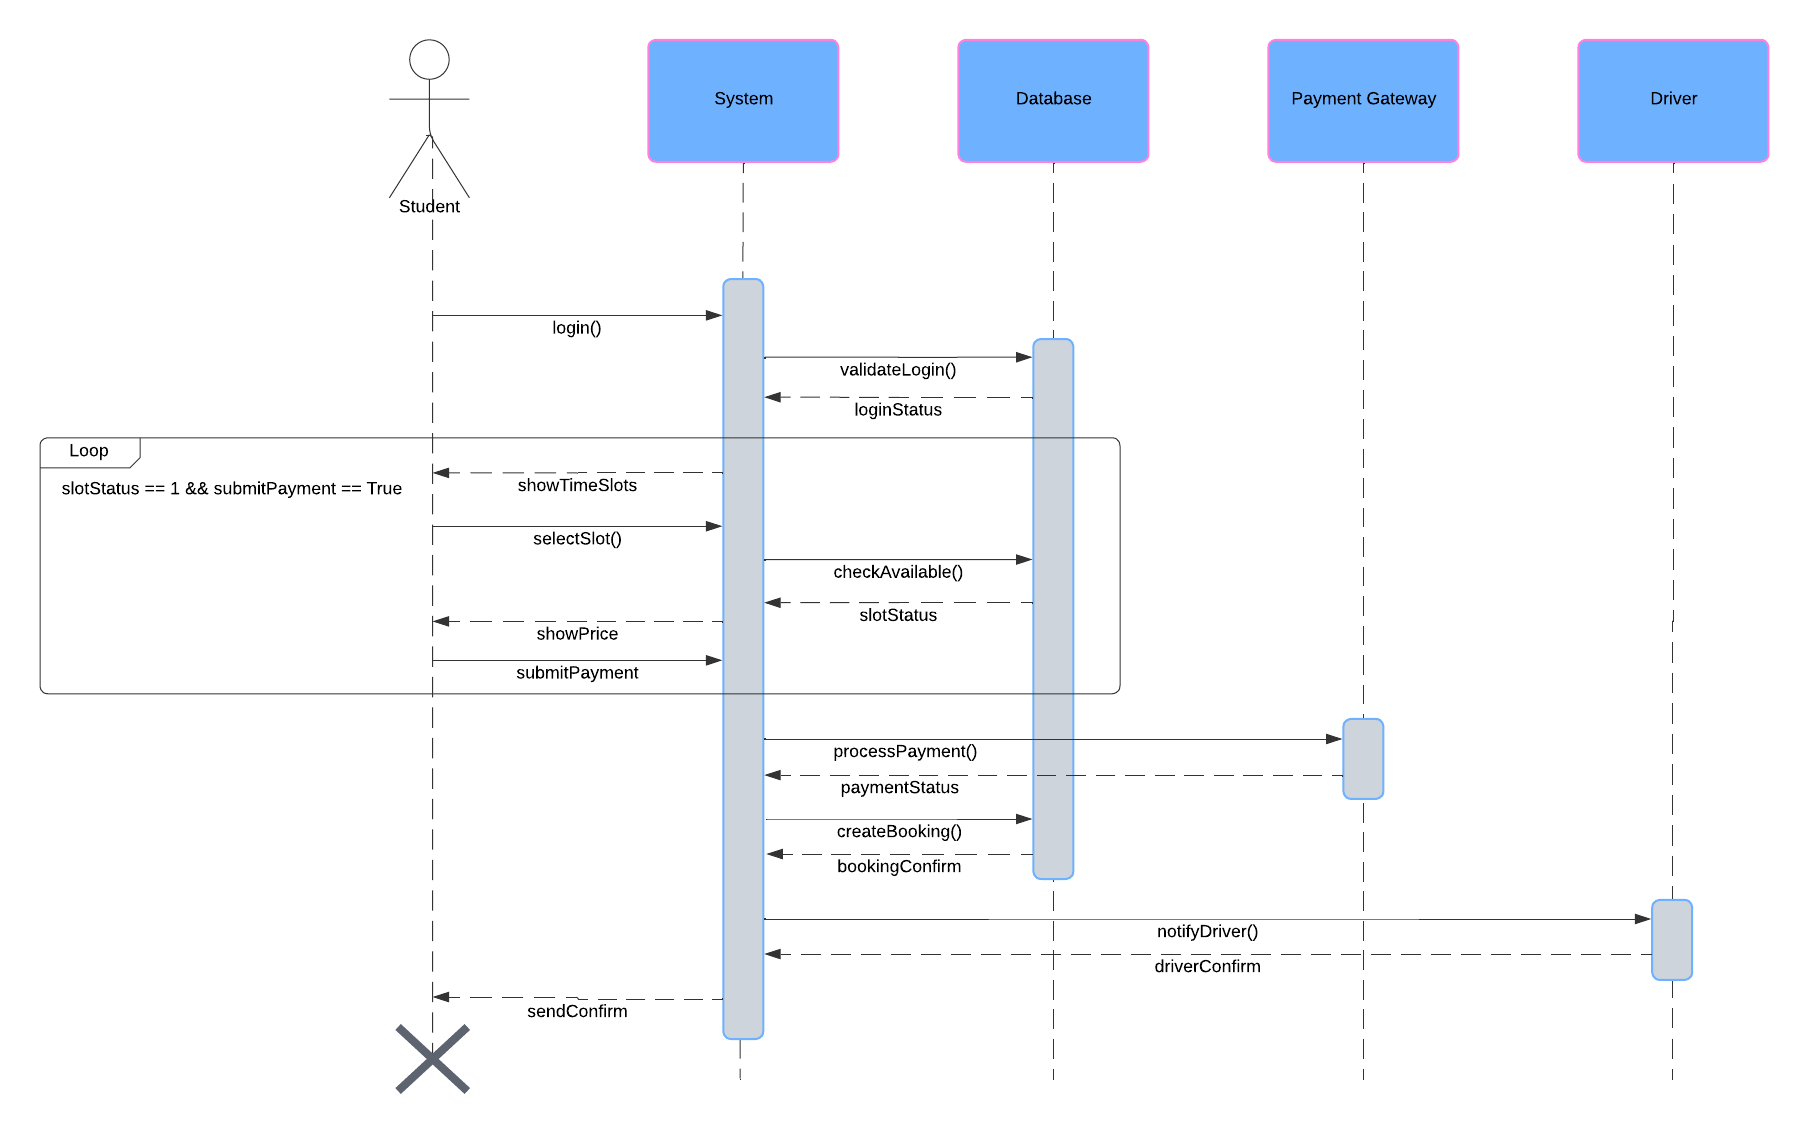 System
Database
Payment Gateway
Driver
Student
login()
validateLogin()
loginStatus
Loop
showTimeSlots
slotStatus == 1 && submitPayment == True
selectSlot()
checkAvailable()
slotStatus
showPrice
submitPayment
processPayment()
paymentStatus
createBooking()
bookingConfirm
notifyDriver()
driverConfirm
sendConfirm